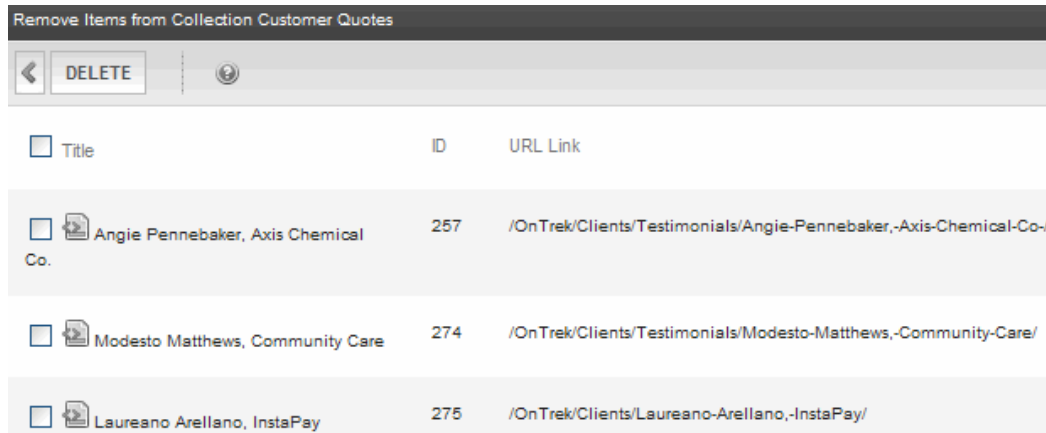 Remove Items from Collection Customer Quotes
DELETE
Title ID URL Link
Angie Pennebaker, Axis Chemical 257 /OnTrek/Clients/Testimonials/Angie-Pennebaker,-Axis-Chemical-Co-/
Co.
Modesto Matthews, Community Care 274 /OnTrek/Clients/Testimonials/Modesto-Matthews,-Community-Care/
Laureano Arellano, InstaPay 275 /OnTrek/Clients/Laureano-Arellano,-InstaPay/